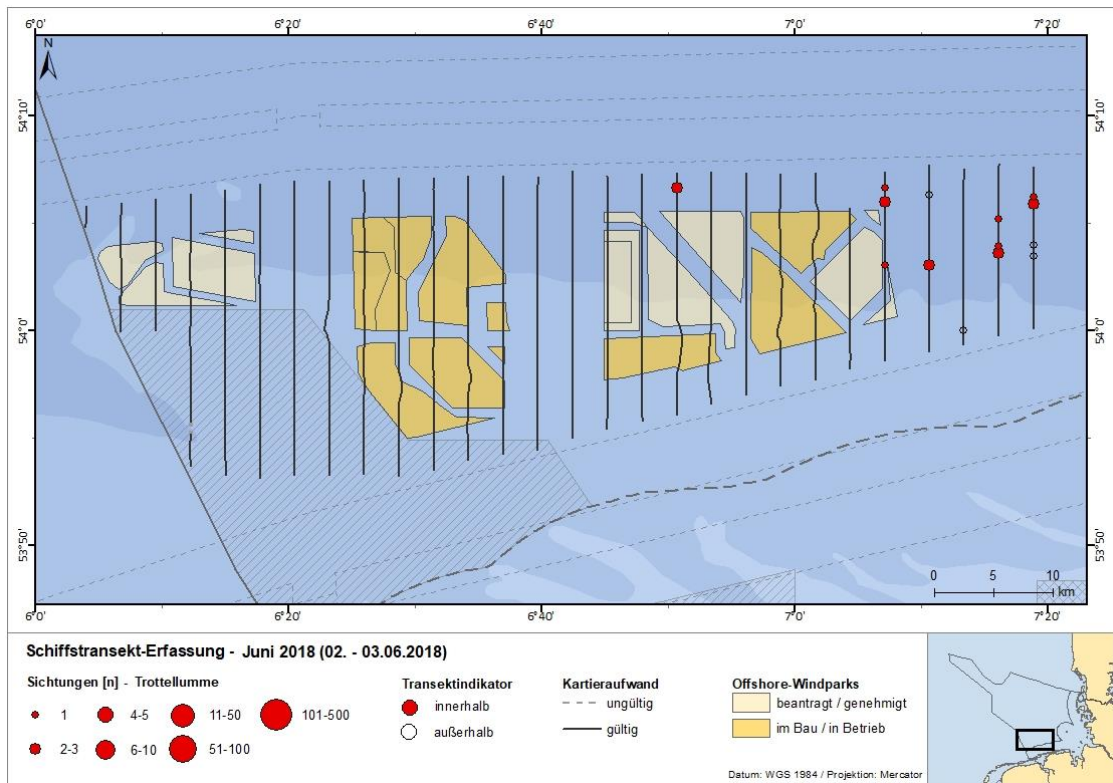 6°0' 6°20' 6°40' 7°0' 7°20'
N
54°10' 54°10'
54°0' 54°0'
53°50' 53°50'
0 5 10
km
6°0' 6°20' 6°40' 7°0' 7°20'
Schiffstransekt-Erfassung - Juni 2018 (02. - 03.06.2018)
Sichtungen [n] - Trottellumme
1 4-5 11-50 101-500
2-3 6-10 51-100
Transektindikator
innerhalb
außerhalb
Kartieraufwand
ungültig
gültig
Offshore-Windparks
beantragt / genehmigt
im Bau / in Betrieb
Datum: WGS 1984 / Projektion: Mercator